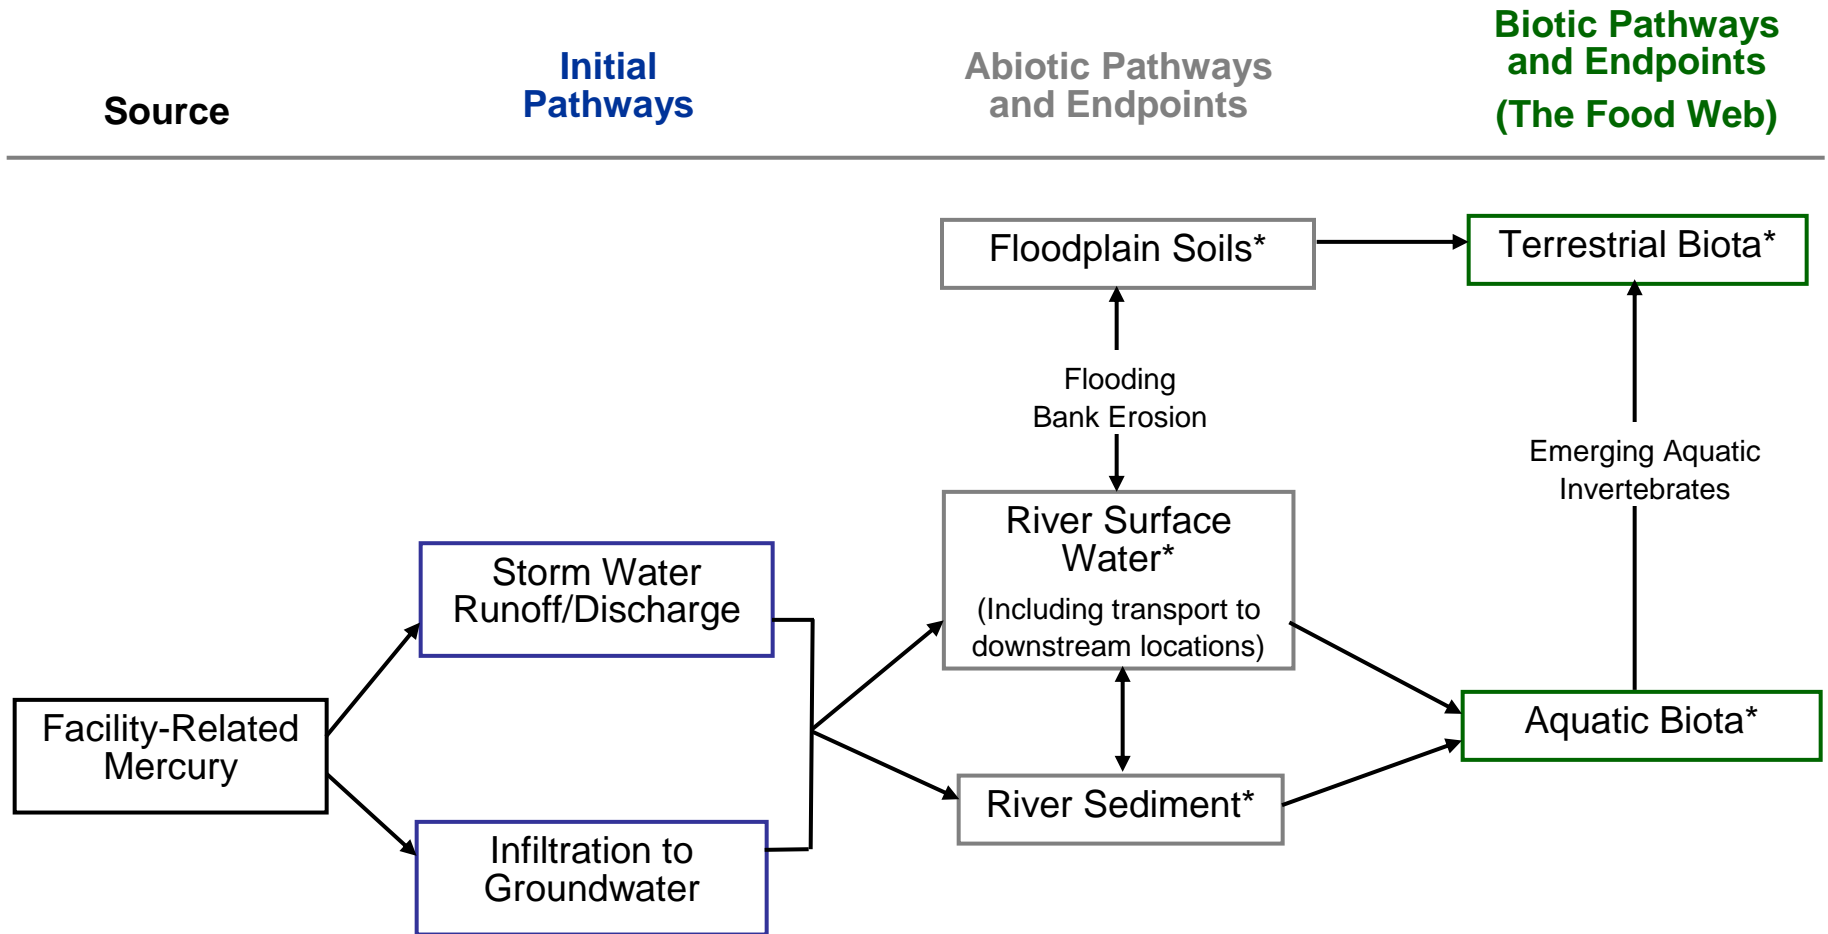 Source
Initial
Pathways
Abiotic Pathways
and Endpoints
Biotic Pathways
and Endpoints
(The Food Web)
Floodplain Soils*
Terrestrial Biota*
Flooding
Bank Erosion
Emerging Aquatic
Invertebrates
River Surface
Water*
(Including transport to
downstream locations)
Storm Water
Runoff/Discharge
Facility-Related
Mercury
Aquatic Biota*
River Sediment*
Infiltration to
Groundwater